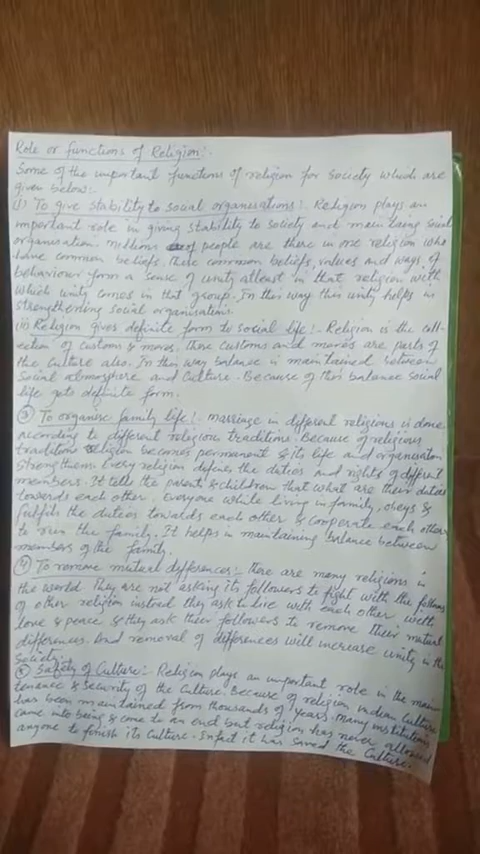 Role or functions of Religion:-
Some of the important functions of religion for Society which are
given below:-
(i) To give stability to social organisations:- Religion plays an
important role in giving stability to society and maintaing social
organisation. millions of people are there in one religion who
have common beliefs. These common beliefs, values and ways of
behaviour form a sense of unity atleast in that religion with
which unity comes in that group. In this way this unity helps in
strengthening social organisations.
(ii) Religion gives definite form to social life:- Religion is the coll-
ection of customs & mores. These customs and mores are parts of
the culture also. In this way balance is maintained between
Social atmosphere and Culture. Because of this balance social
life gets definite form.
③ To organise family life:- marriage in different religions is done
according to different religious traditions. Because of religious
traditions religion becomes permanent & its life and organisation
strengthens. Every religion defines the duties and rights of different
members. It tells the parents & children that what are their duties
towards each other. Everyone while living in family, obeys &
fulfils the duties towards each other & cooperate each other
to run the family. It helps in maintaining balance between
members of the family.
④ To remove mutual differences:- there are many religions in
the world. They are not asking its followers to fight with the followers
of other religion instead they ask to live with each other with
love & peace & they ask their followers to remove their mutual
differences. And removal of differences will increase unity in the
Society.
Safety of Culture:- Religion plays an important role in the main-
tenance & Security of the Culture. Because of religion Indian Culture
has been maintained from thousands of years. Many institutions
came into being & come to an end but religion has never allowed
anyone to finish its Culture. Infact it has saved the Culture.